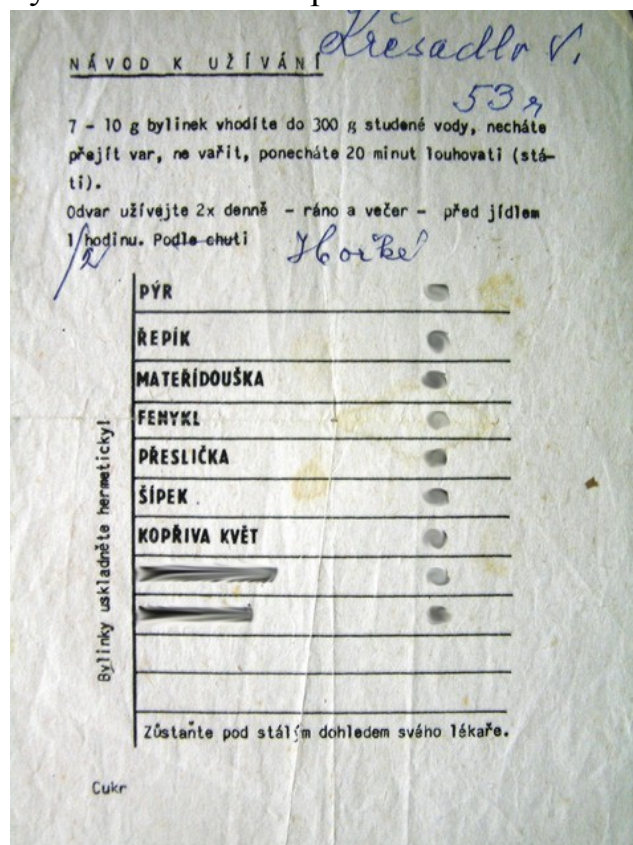 Křesadlo V.
NÁVOD K UŽÍVÁNÍ
53 r
7 - 10 g bylinek vhodíte do 300 g studené vody, necháte
přejít var, ne vařit, ponecháte 20 minut louhovati (stá-
ti).
Odvar užívejte 2x denně - ráno a večer - před jídlem
1/2 hodinu. Podle chuti Horké
PÝR
ŘEPÍK
MATEŘÍDOUŠKA
FENYKL
PŘESLIČKA
ŠÍPEK
KOPŘIVA KVĚT
Bylinky uskladněte hermeticky!
Zůstaňte pod stálým dohledem svého lékaře.
Cukr